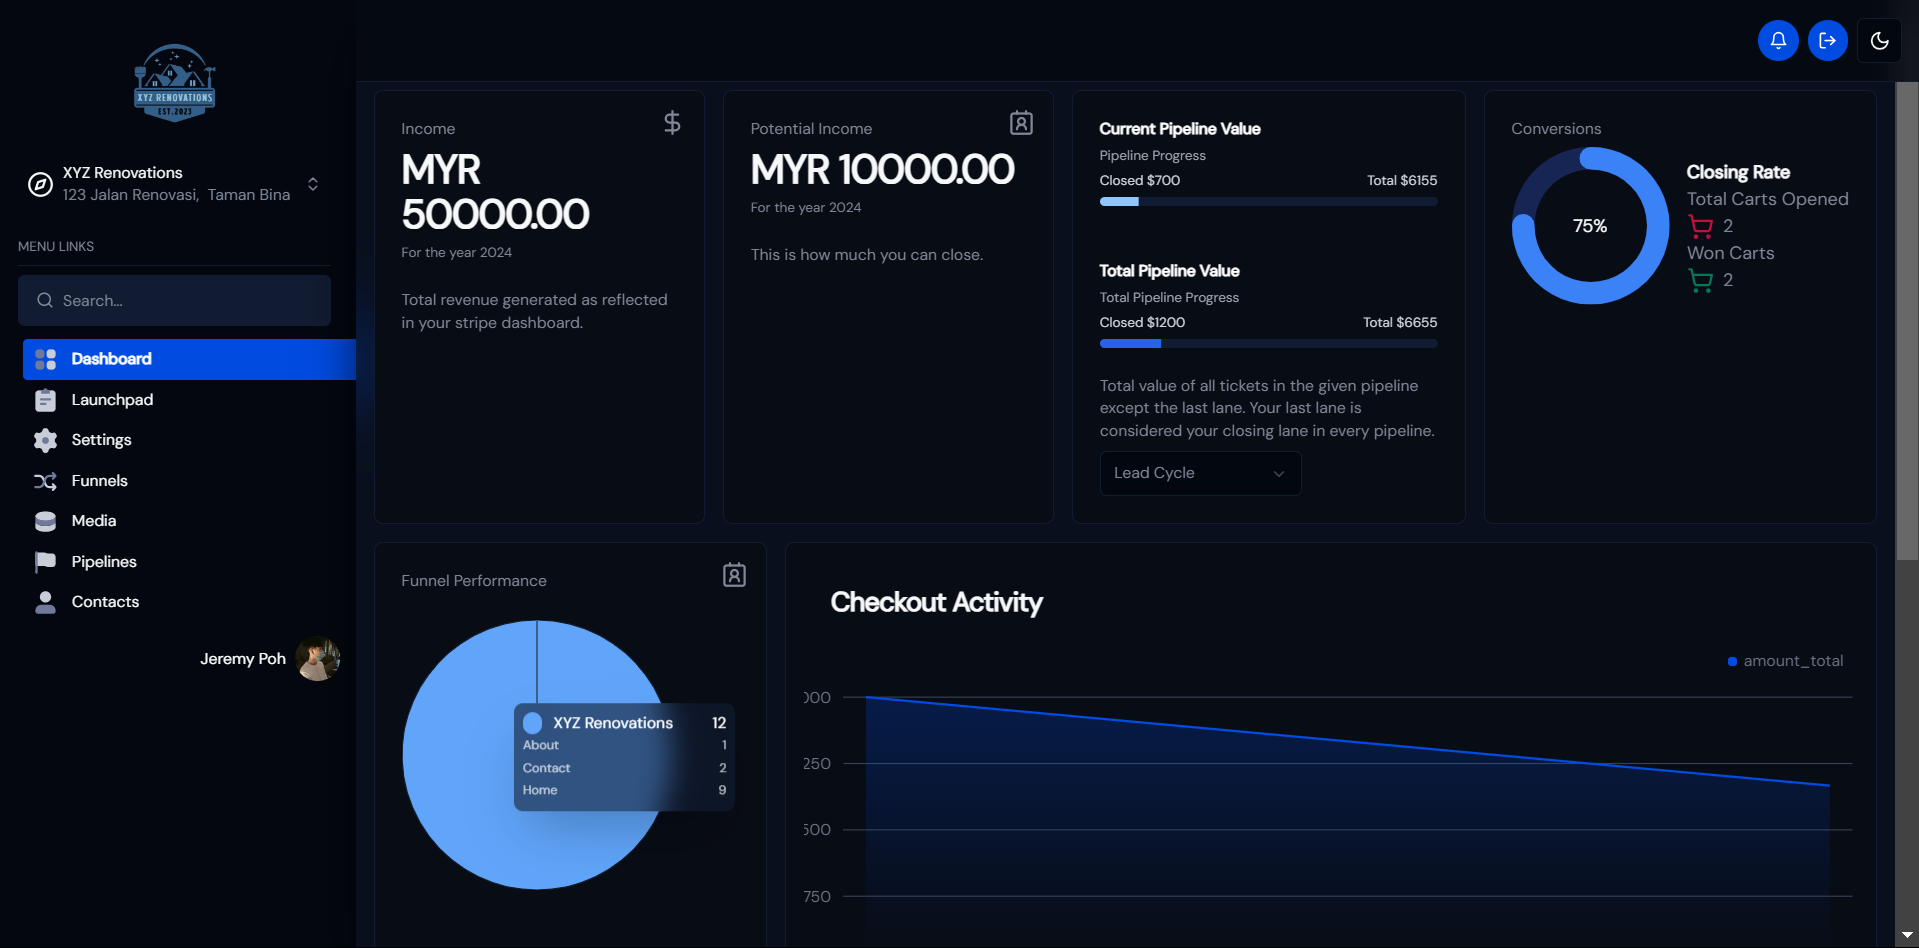 XYZ RENOVATIONS
EST.2023
XYZ Renovations
123 Jalan Renovasi, Taman Bina
MENU LINKS
Search...
Dashboard
Launchpad
Settings
Funnels
Media
Pipelines
Contacts
Jeremy Poh
Income
MYR
50000.00
For the year 2024
Total revenue generated as reflected
in your stripe dashboard.
Potential Income
MYR 10000.00
For the year 2024
This is how much you can close.
Current Pipeline Value
Pipeline Progress
Closed $700 Total $6155
Total Pipeline Value
Total Pipeline Progress
Closed $1200 Total $6655
Total value of all tickets in the given pipeline
except the last lane. Your last lane is
considered your closing lane in every pipeline.
Lead Cycle
Conversions
75%
Closing Rate
Total Carts Opened
2
Won Carts
2
Funnel Performance
XYZ Renovations 12
About 1
Contact 2
Home 9
Checkout Activity
amount_total
000
250
500
750